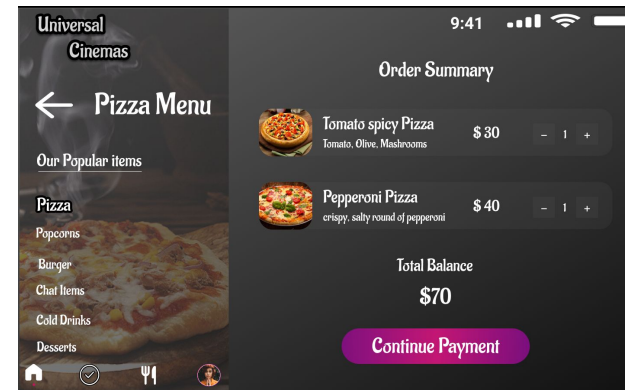 Universal
Cinemas
Pizza Menu
Our Popular items
Pizza
Popcorns
Burger
Chat Items
Cold Drinks
Desserts
9:41
Order Summary
Tomato spicy Pizza
Tomato, Olive, Mashrooms
$30
- 1 +
Pepperoni Pizza
crispy, salty round of pepperoni
$40
- 1 +
Total Balance
$70
Continue Payment